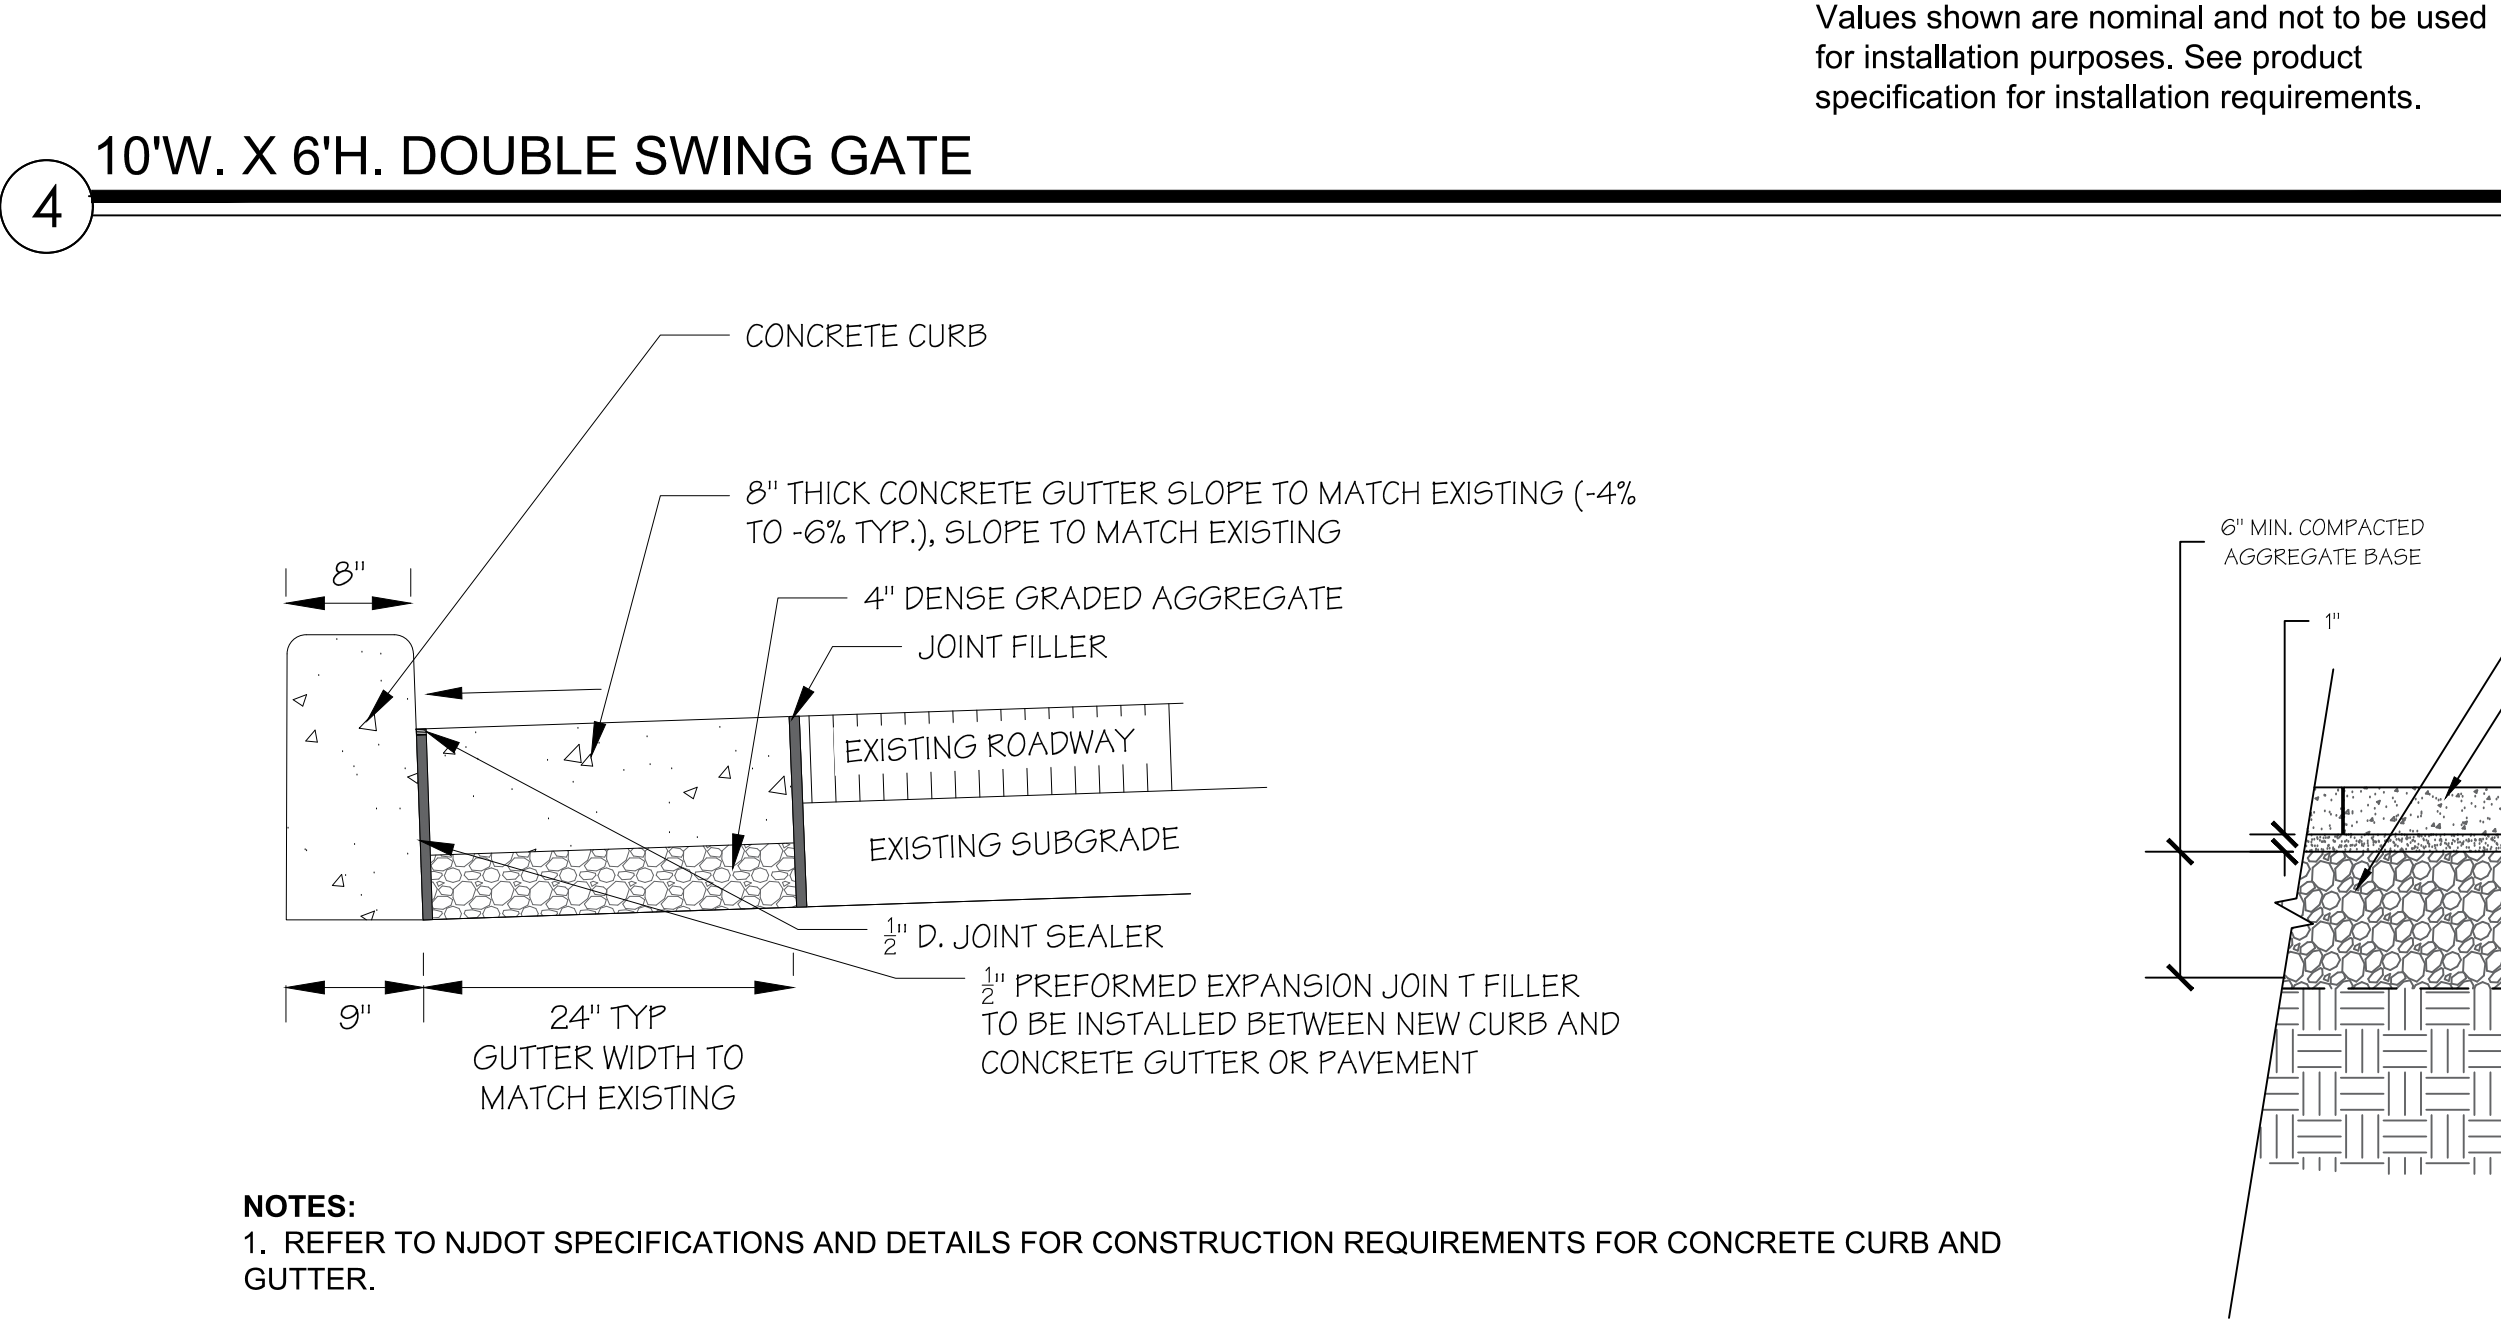 Values shown are nominal and not to be used
for installation purposes. See product
specification for installation requirements.
10'W. X 6'H. DOUBLE SWING GATE
4
CONCRETE CURB
8" THICK CONCRETE GUTTER SLOPE TO MATCH EXISTING (-4%
TO -6% TYP.), SLOPE TO MATCH EXISTING
8"
4" DENSE GRADED AGGREGATE
JOINT FILLER
EXISTING ROADWAY
EXISTING SUBGRADE
½" D. JOINT SEALER
½" PREFORMED EXPANSION JOIN T FILLER
TO BE INSTALLED BETWEEN NEW CURB AND
CONCRETE GUTTER OR PAVEMENT
9"
24" TYP
GUTTER WIDTH TO
MATCH EXISTING
6" MIN. COMPACTED
AGGREGATE BASE
1"
NOTES:
1. REFER TO NJDOT SPECIFICATIONS AND DETAILS FOR CONSTRUCTION REQUIREMENTS FOR CONCRETE CURB AND
GUTTER.